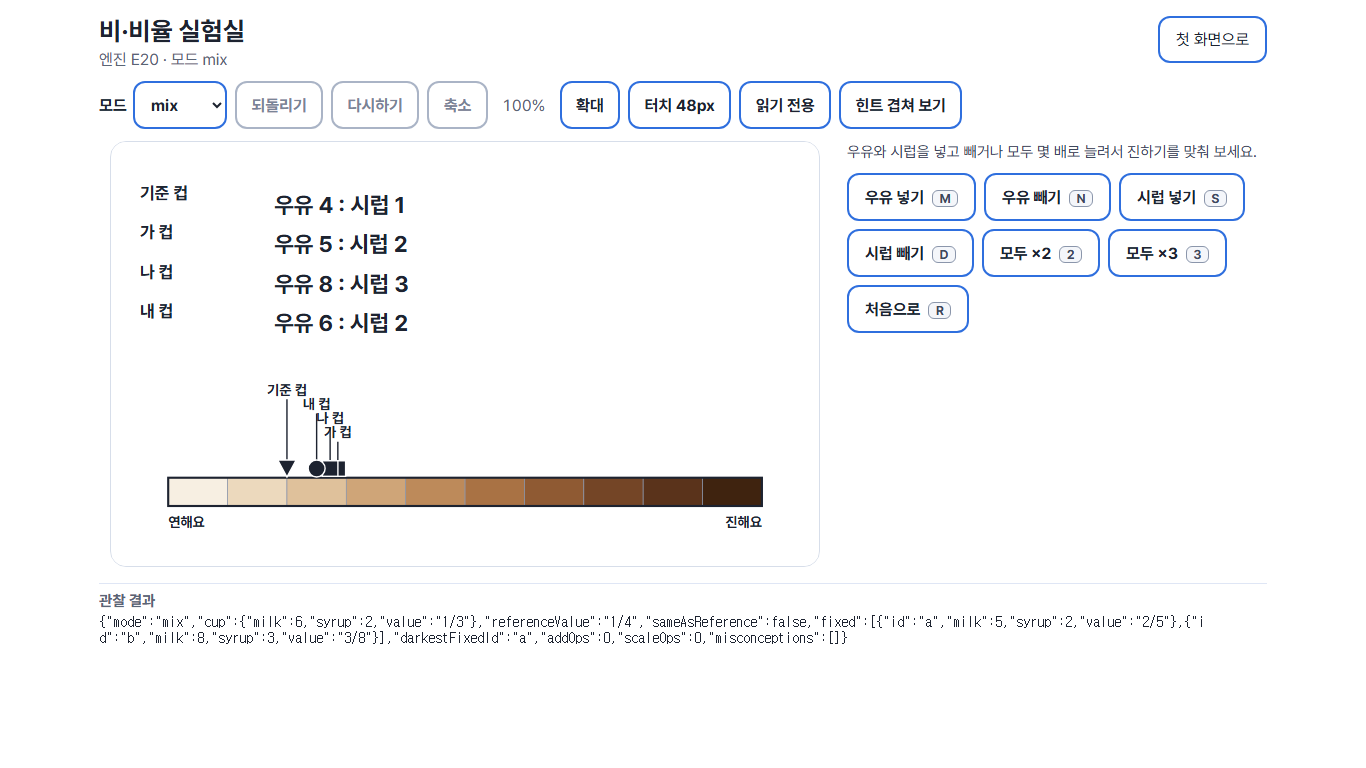 비·비율 실험실
첫 화면으로
엔진 E20 · 모드 mix
모드 mix 되돌리기 다시하기 축소 100% 확대 터치 48px 읽기 전용 힌트 겹쳐 보기
우유와 시럽을 넣고 빼거나 모두 몇 배로 늘려서 진하기를 맞춰 보세요.
우유 넣기 M 우유 빼기 N 시럽 넣기 S
시럽 빼기 D 모두 ×2 2 모두 ×3 3
처음으로 R
기준 컵 우유 4 : 시럽 1
가 컵 우유 5 : 시럽 2
나 컵 우유 8 : 시럽 3
내 컵 우유 6 : 시럽 2
기준 컵
내 컵
나 컵
가 컵
연해요 진해요
관찰 결과
{"mode":"mix","cup":{"milk":6,"syrup":2,"value":"1/3"},"referenceValue":"1/4","sameAsReference":false,"fixed":[{"id":"a","milk":5,"syrup":2,"value":"2/5"},{"i
d":"b","milk":8,"syrup":3,"value":"3/8"}],"darkestFixedId":"a","addOps":0,"scaleOps":0,"misconceptions":[]}